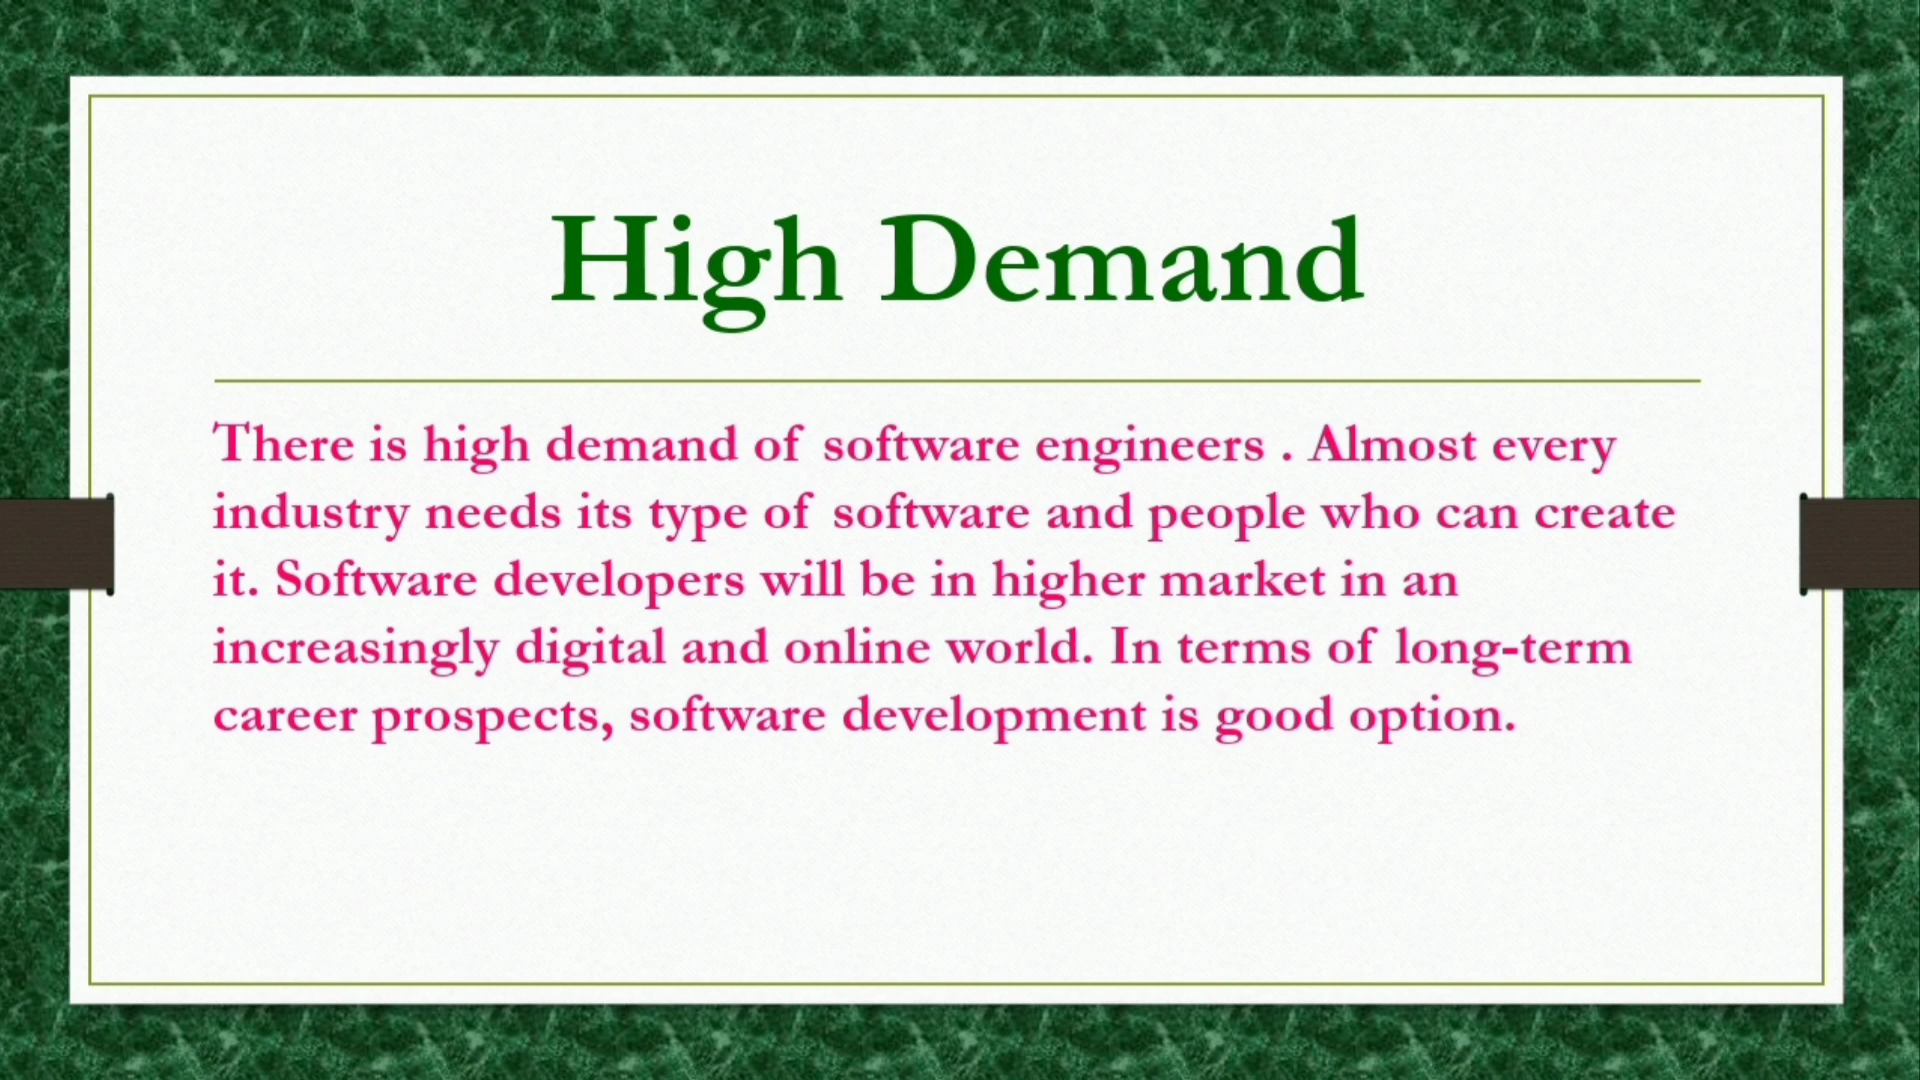 High Demand
There is high demand of software engineers . Almost every
industry needs its type of software and people who can create
it. Software developers will be in higher market in an
increasingly digital and online world. In terms of long-term
career prospects, software development is good option.